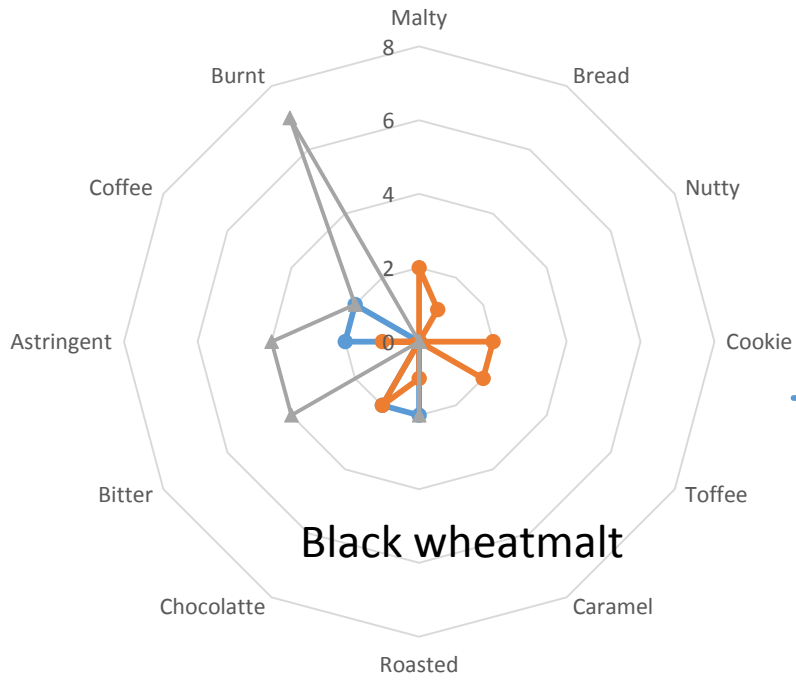 Malty
8
Burnt
Bread
6
Coffee
Nutty
4
2
Astringent
0
Cookie
Bitter
Toffee
Black wheatmalt
Chocolatte
Caramel
Roasted